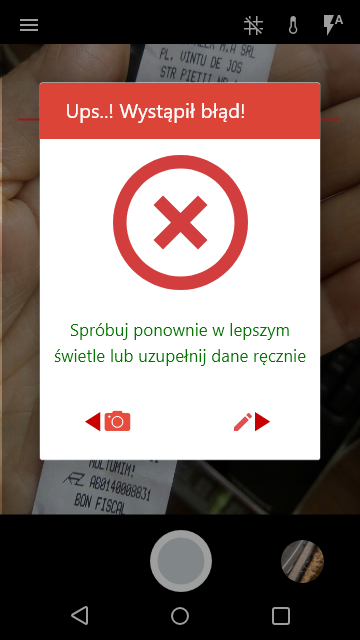 A
M.A SRL
PL. VINTU DE JOS
STR PIETII NR
Ups..! Wystąpił błąd!
Spróbuj ponownie w lepszym
świetle lub uzupełnij dane ręcznie
MULTUMIM!
AB0140008831
BON FISCAL